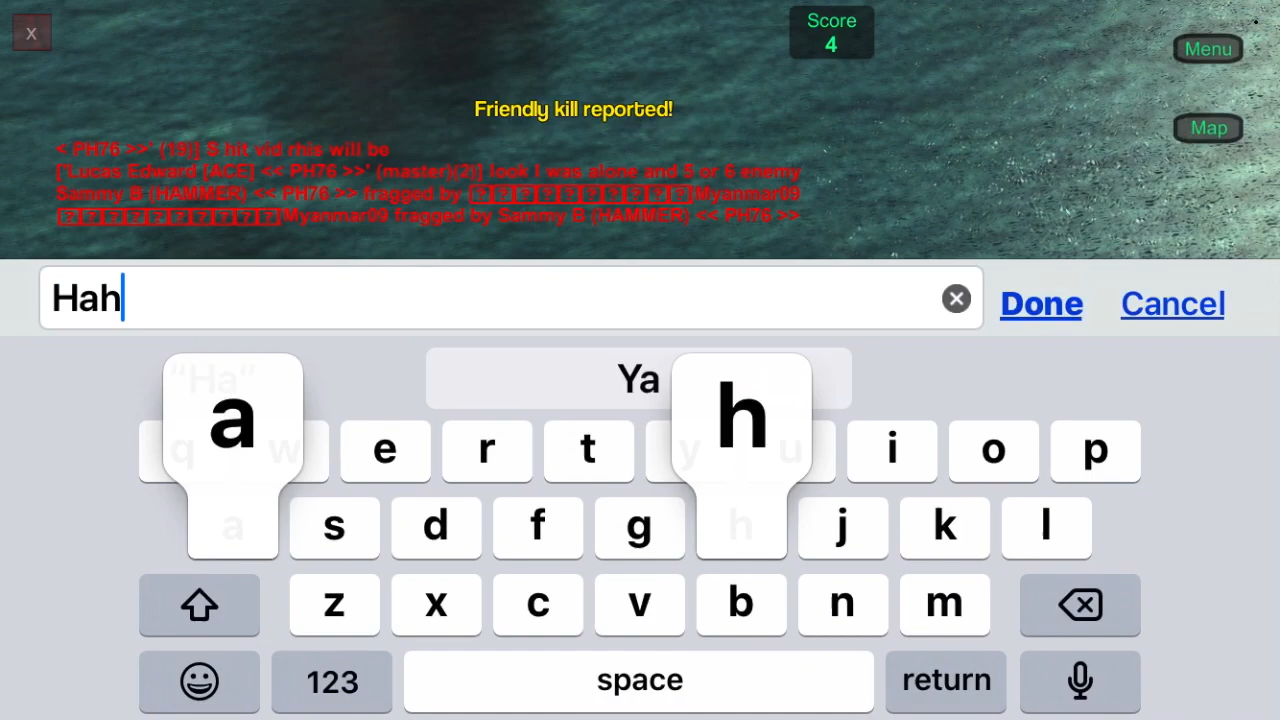 x
Score
4
Menu
Friendly kill reported!
Map
< PH76 >>" (19)] S hit vid rhis will be
["Lucas Edward [ACE] << PH76 >>" (master)(2)] look I was alone and 5 or 6 enemy
Sammy B (HAMMER) << PH76 >> fragged by Myanmar09
Myanmar09 fragged by Sammy B (HAMMER) << PH76 >>
Hah
Done Cancel
"Ha" Ya
a h
q w e r t y u i o p
a s d f g h j k l
z x c v b n m
123 space return